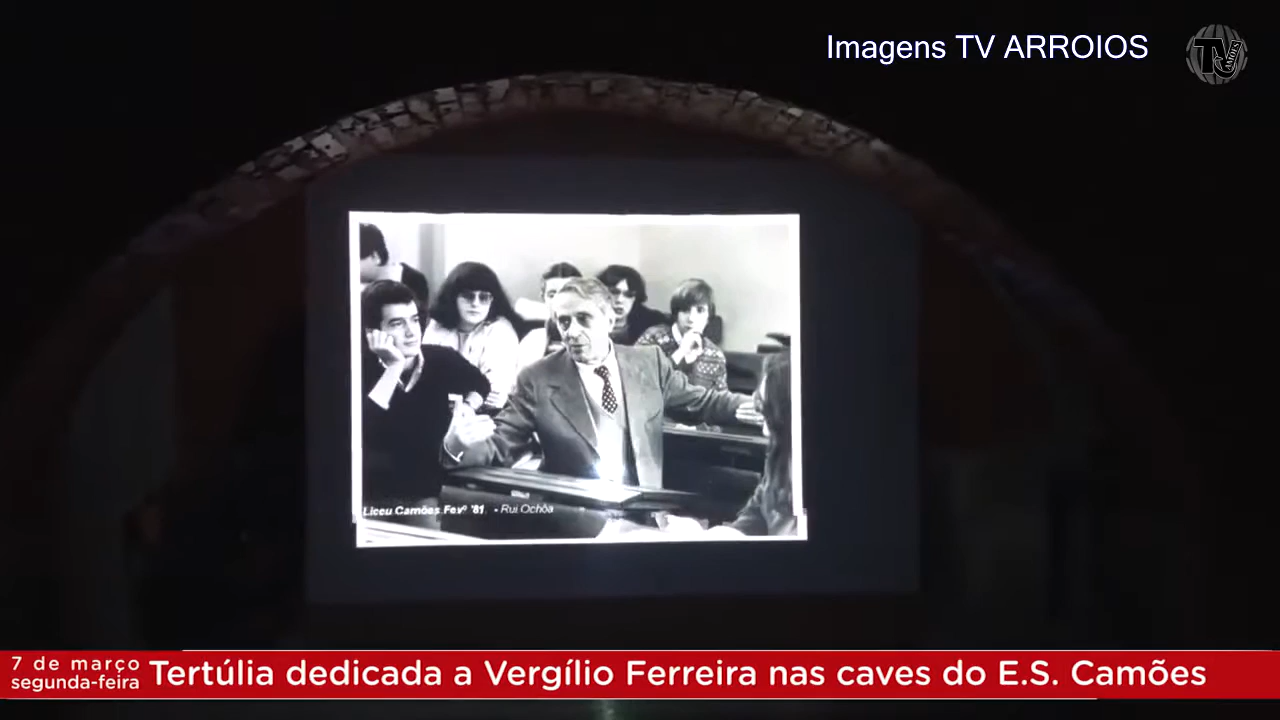 Imagens TV ARROIOS
TV
Liceu Camões Fevº '81 - Rui Ochôa
7 de março
segunda-feira
Tertúlia dedicada a Vergílio Ferreira nas caves do E.S. Camões